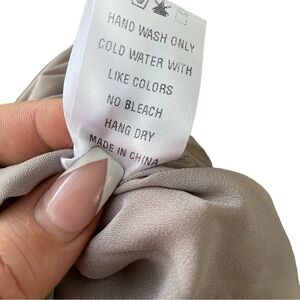 HAND WASH ONLY
COLD WATER WITH
LIKE COLORS
NO BLEACH
HANG DRY
MADE IN CHINA